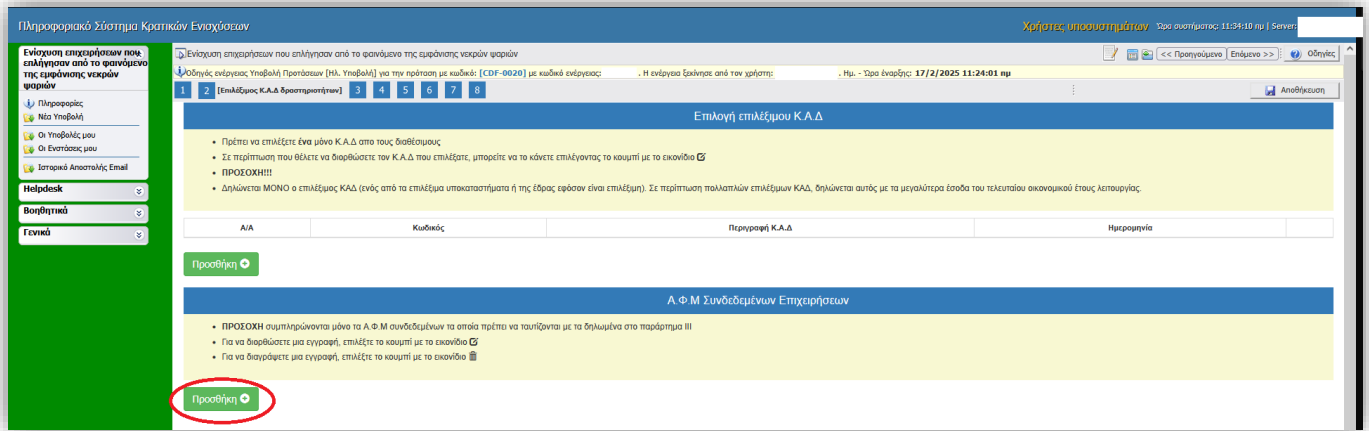 Πληροφοριακό Σύστημα Κρατικών Ενισχύσεων
Χρήστες υποσυστημάτων Ώρα συστήματος: 11:34:10 πμ | Server:
Ενίσχυση επιχειρήσεων που επλήγησαν από το φαινόμενο της εμφάνισης νεκρών ψαριών
<< Προηγούμενο Επόμενο >> Οδηγίες
Οδηγός ενέργειας Υποβολή Προτάσεων [Ηλ. Υποβολή] για την πρόταση με κωδικό: [CDF-0020] με κωδικό ενέργειας: . Η ενέργεια ξεκίνησε από τον χρήστη: . Ημ. - Ώρα έναρξης: 17/2/2025 11:24:01 πμ
1 2 [Επιλέξιμος Κ.Α.Δ δραστηριοτήτων] 3 4 5 6 7 8
Αποθήκευση
Ενίσχυση επιχειρήσεων που
επλήγησαν από το φαινόμενο
της εμφάνισης νεκρών
ψαριών
Πληροφορίες
Νέα Υποβολή
Οι Υποβολές μου
Οι Ενστάσεις μου
Ιστορικό Αποστολής Email
Helpdesk
Βοηθητικά
Γενικά
Επιλογή επιλέξιμου Κ.Α.Δ
• Πρέπει να επιλέξετε ένα μόνο Κ.Α.Δ απο τους διαθέσιμους
• Σε περίπτωση που θέλετε να διορθώσετε τον Κ.Α.Δ που επιλέξατε, μπορείτε να το κάνετε επιλέγοντας το κουμπί με το εικονίδιο
• ΠΡΟΣΟΧΗ!!!
• Δηλώνεται ΜΟΝΟ ο επιλέξιμος ΚΑΔ (ενός από τα επιλέξιμα υποκαταστήματα ή της έδρας εφόσον είναι επιλέξιμη). Σε περίπτωση πολλαπλών επιλέξιμων ΚΑΔ, δηλώνεται αυτός με τα μεγαλύτερα έσοδα του τελευταίου οικονομικού έτους λειτουργίας.
Α/Α Κωδικός Περιγραφή Κ.Α.Δ Ημερομηνία
Προσθήκη
Α.Φ.Μ Συνδεδεμένων Επιχειρήσεων
• ΠΡΟΣΟΧΗ συμπληρώνονται μόνο τα Α.Φ.Μ συνδεδεμένων τα οποία πρέπει να ταυτίζονται με τα δηλωμένα στο παράρτημα ΙΙΙ
• Για να διορθώσετε μια εγγραφή, επιλέξτε το κουμπί με το εικονίδιο
• Για να διαγράψετε μια εγγραφή, επιλέξτε το κουμπί με το εικονίδιο
Προσθήκη